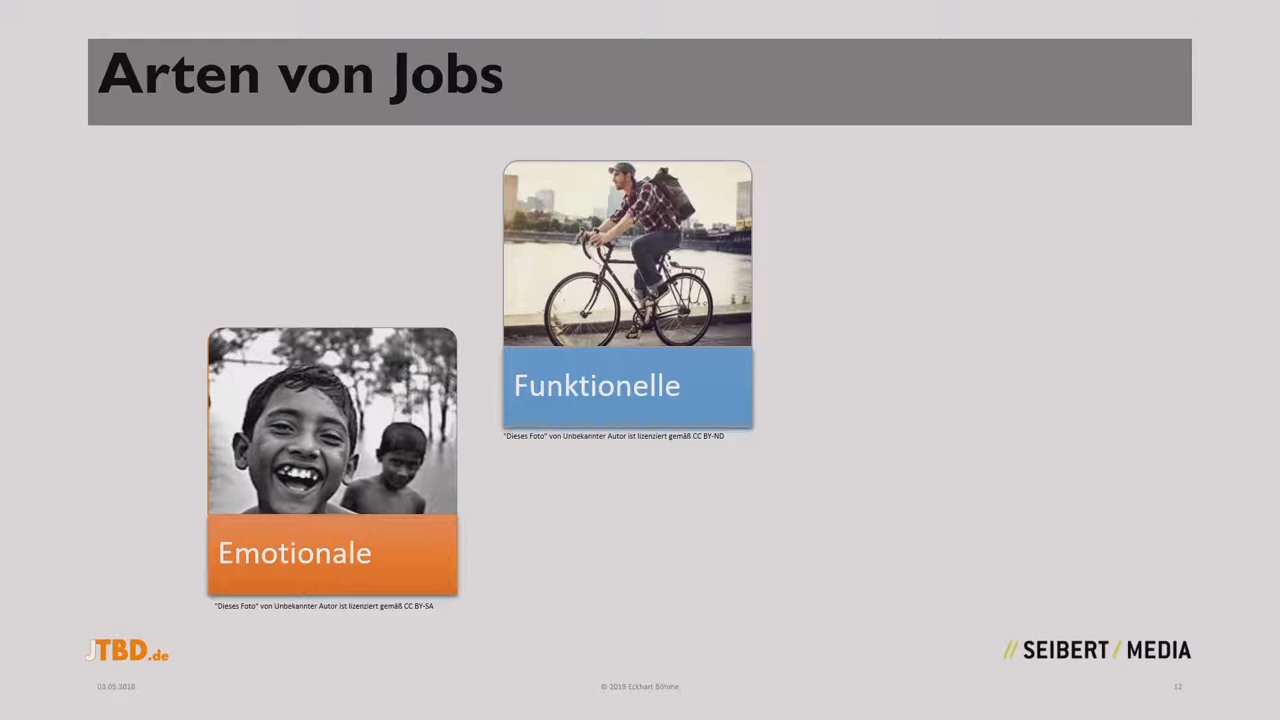 Arten von Jobs
Funktionelle
"Dieses Foto" von Unbekannter Autor ist lizenziert gemäß CC BY-ND
Emotionale
"Dieses Foto" von Unbekannter Autor ist lizenziert gemäß CC BY-SA
JTBD.de
// SEIBERT / MEDIA
03.05.2018
© 2018 Eckhart Böhme
12